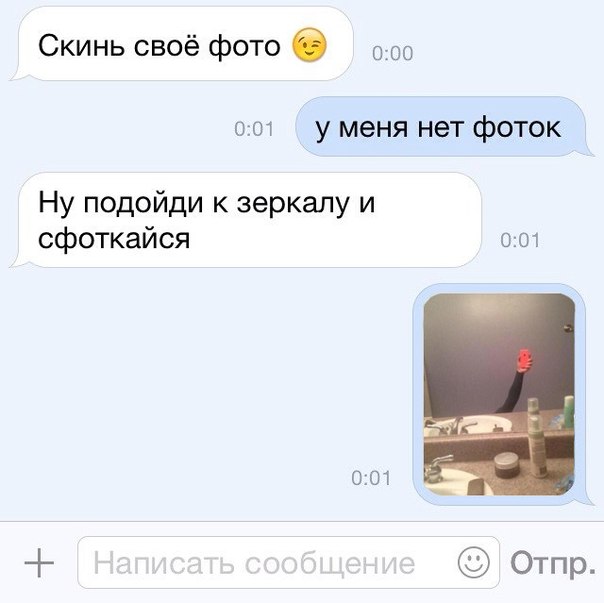 Скинь своё фото 😉
0:00
0:01
у меня нет фоток
Ну подойди к зеркалу и
сфоткайся
0:01
0:01
Написать сообщение
Отпр.